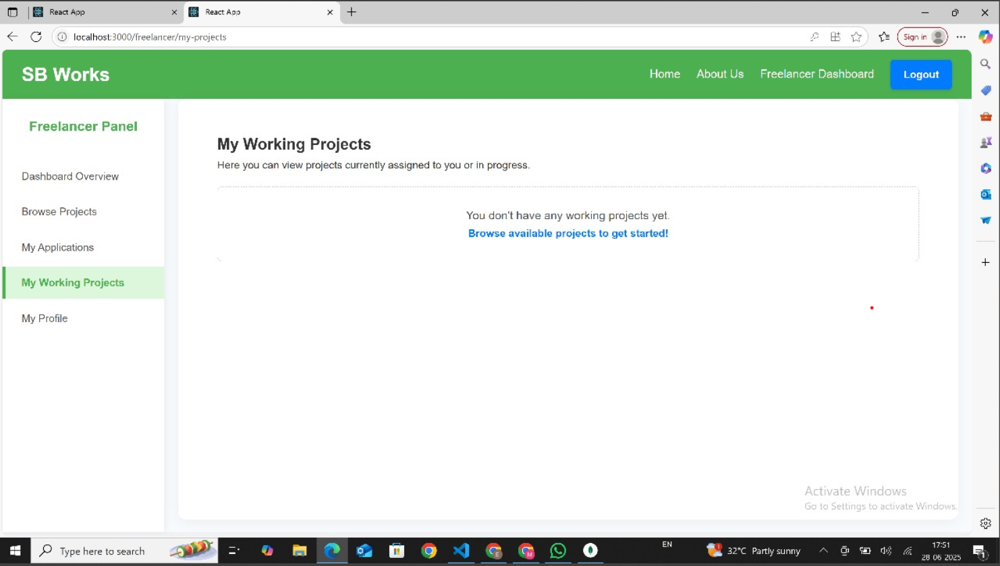 React App
React App
localhost:3000/freelancer/my-projects
Sign in
SB Works
Home
About Us
Freelancer Dashboard
Logout
Freelancer Panel
Dashboard Overview
Browse Projects
My Applications
My Working Projects
My Profile
My Working Projects
Here you can view projects currently assigned to you or in progress.
You don't have any working projects yet.
Browse available projects to get started!
Activate Windows
Go to Settings to activate Windows.
Type here to search
EN
32°C Partly sunny
17:51
28-06-2025